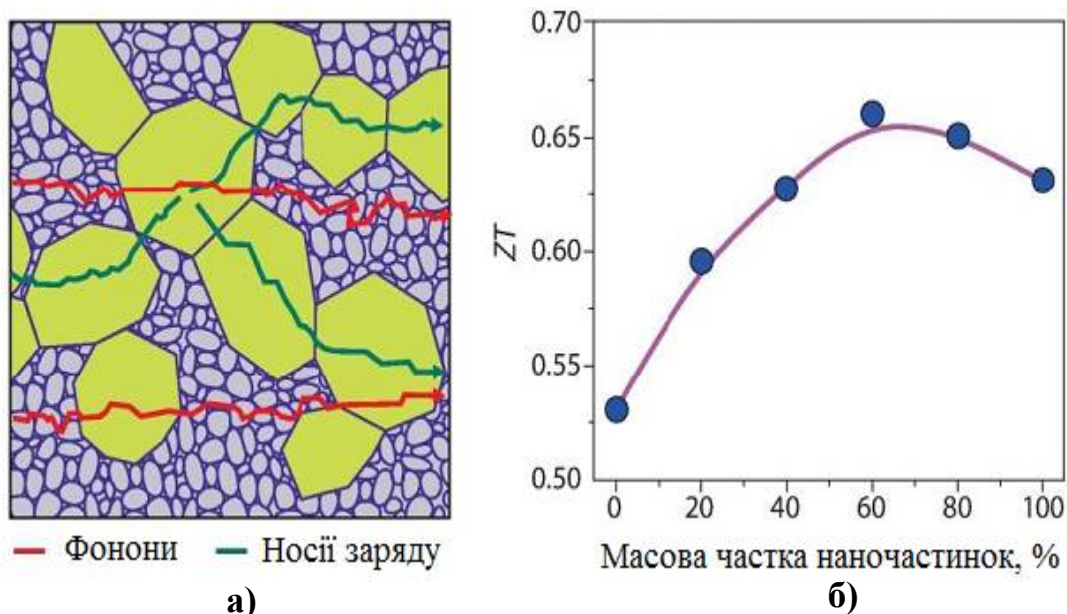 Фонони
Носії заряду
а)
0.70
0.65
0.60
0.55
0.50
ZT
0
20
40
60
80
100
Масова частка наночастинок, %
б)